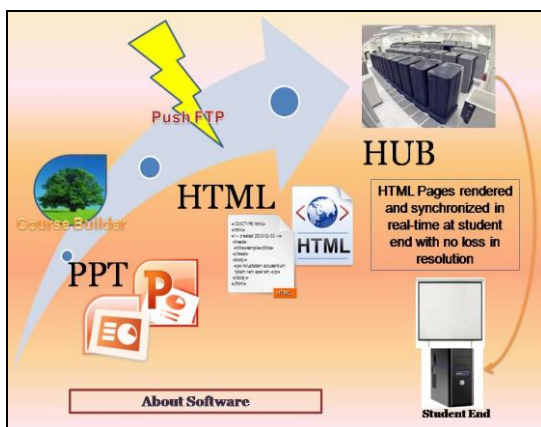 Push FTP
HUB
Course Builder
HTML
HTML Pages rendered
and synchronized in
real-time at student
end with no loss in
resolution
HTML
PPT
P
HTML
About Software
Student End